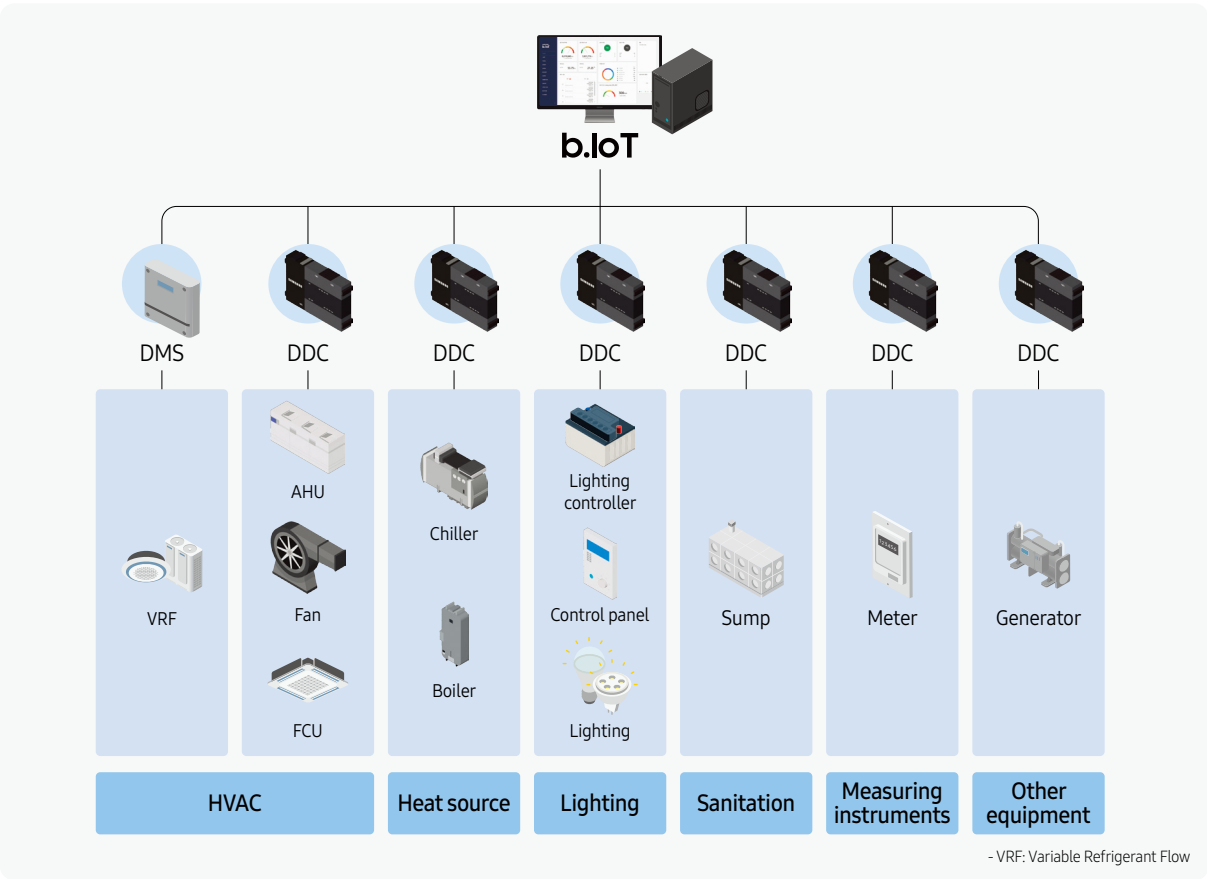 b.IoT
DMS
DDC
DDC
DDC
DDC
DDC
DDC
VRF
AHU
Fan
FCU
Chiller
Boiler
Lighting
controller
Control panel
Lighting
Sump
Meter
Generator
HVAC
Heat source
Lighting
Sanitation
Measuring
instruments
Other
equipment
- VRF: Variable Refrigerant Flow